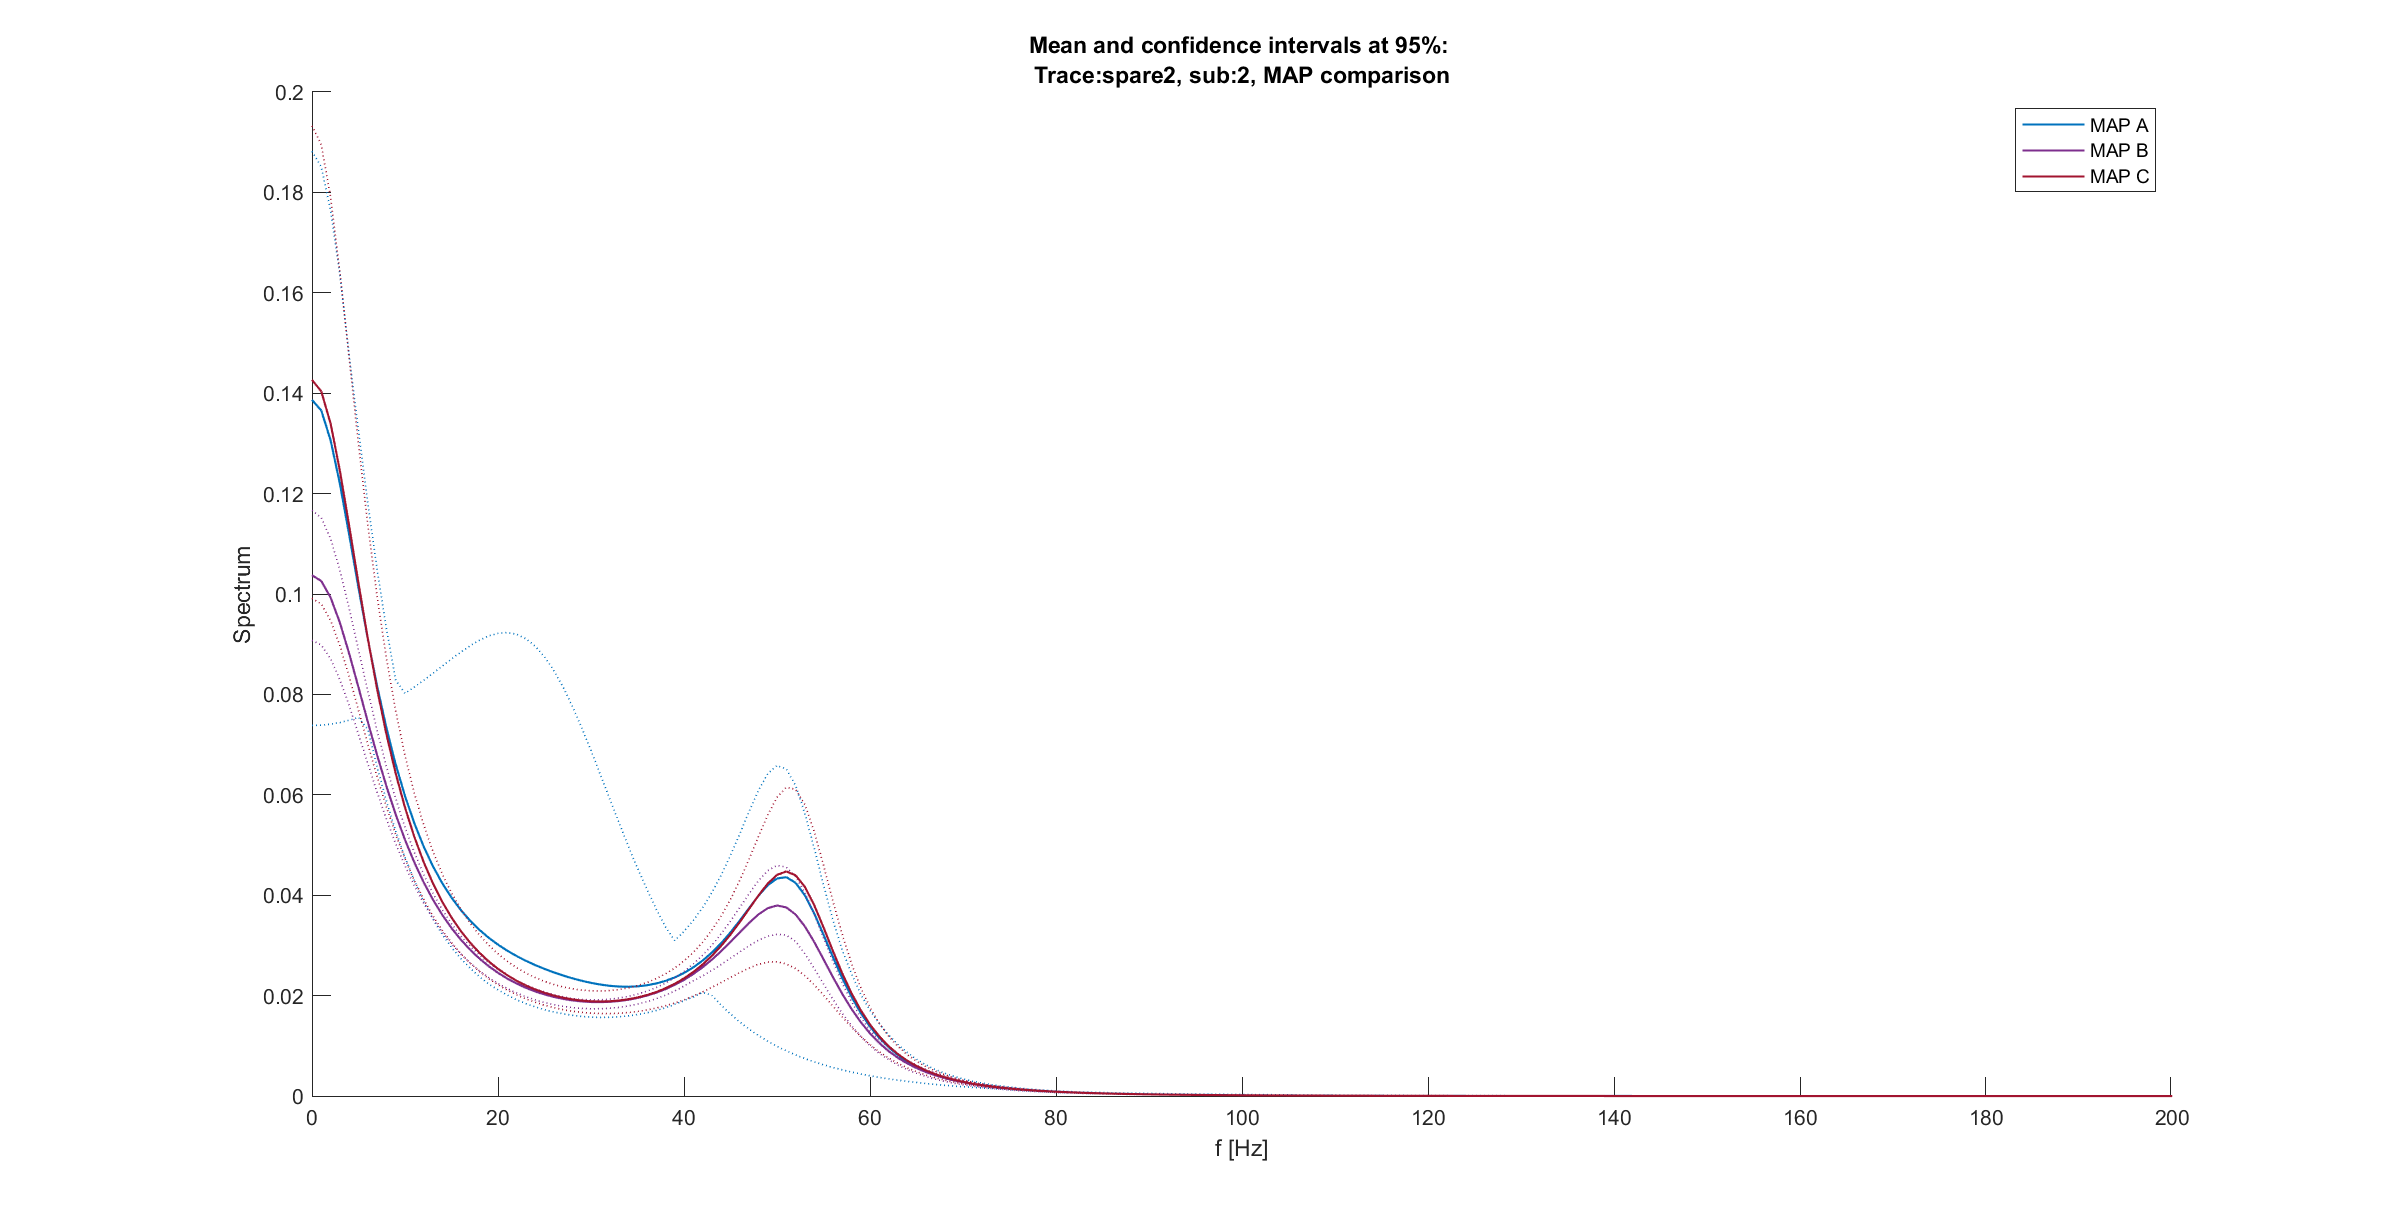 Mean and confidence intervals at 95%:
Trace:spare2, sub:2, MAP comparison
MAP A
MAP B
MAP C
Spectrum
0.2
0.18
0.16
0.14
0.12
0.1
0.08
0.06
0.04
0.02
0
0 20 40 60 80 100 120 140 160 180 200
f [Hz]